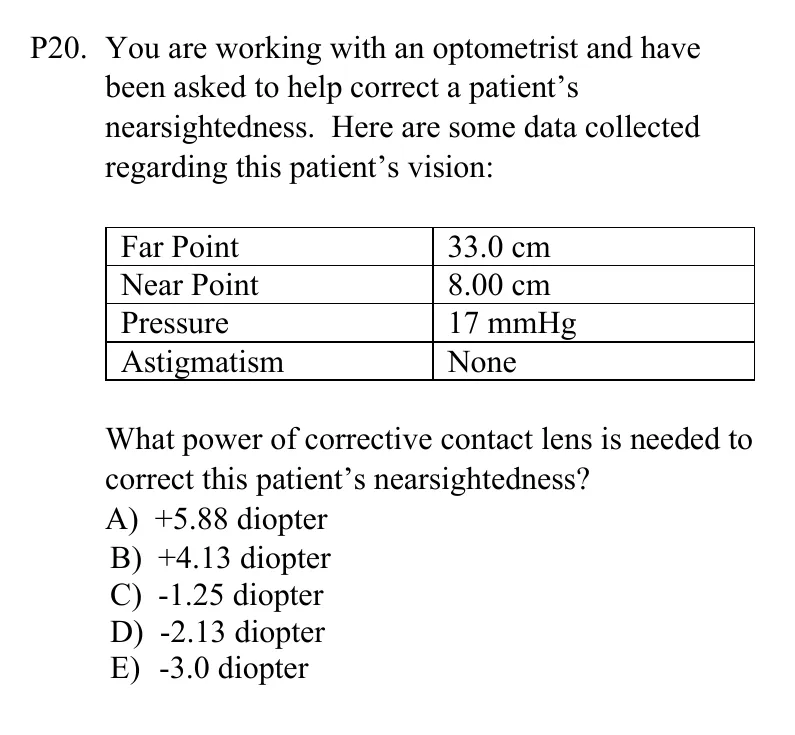 P20. You are working with an optometrist and have
been asked to help correct a patient’s
nearsightedness. Here are some data collected
regarding this patient’s vision:
Far Point 33.0 cm
Near Point 8.00 cm
Pressure 17 mmHg
Astigmatism None
What power of corrective contact lens is needed to
correct this patient’s nearsightedness?
A) +5.88 diopter
B) +4.13 diopter
C) -1.25 diopter
D) -2.13 diopter
E) -3.0 diopter